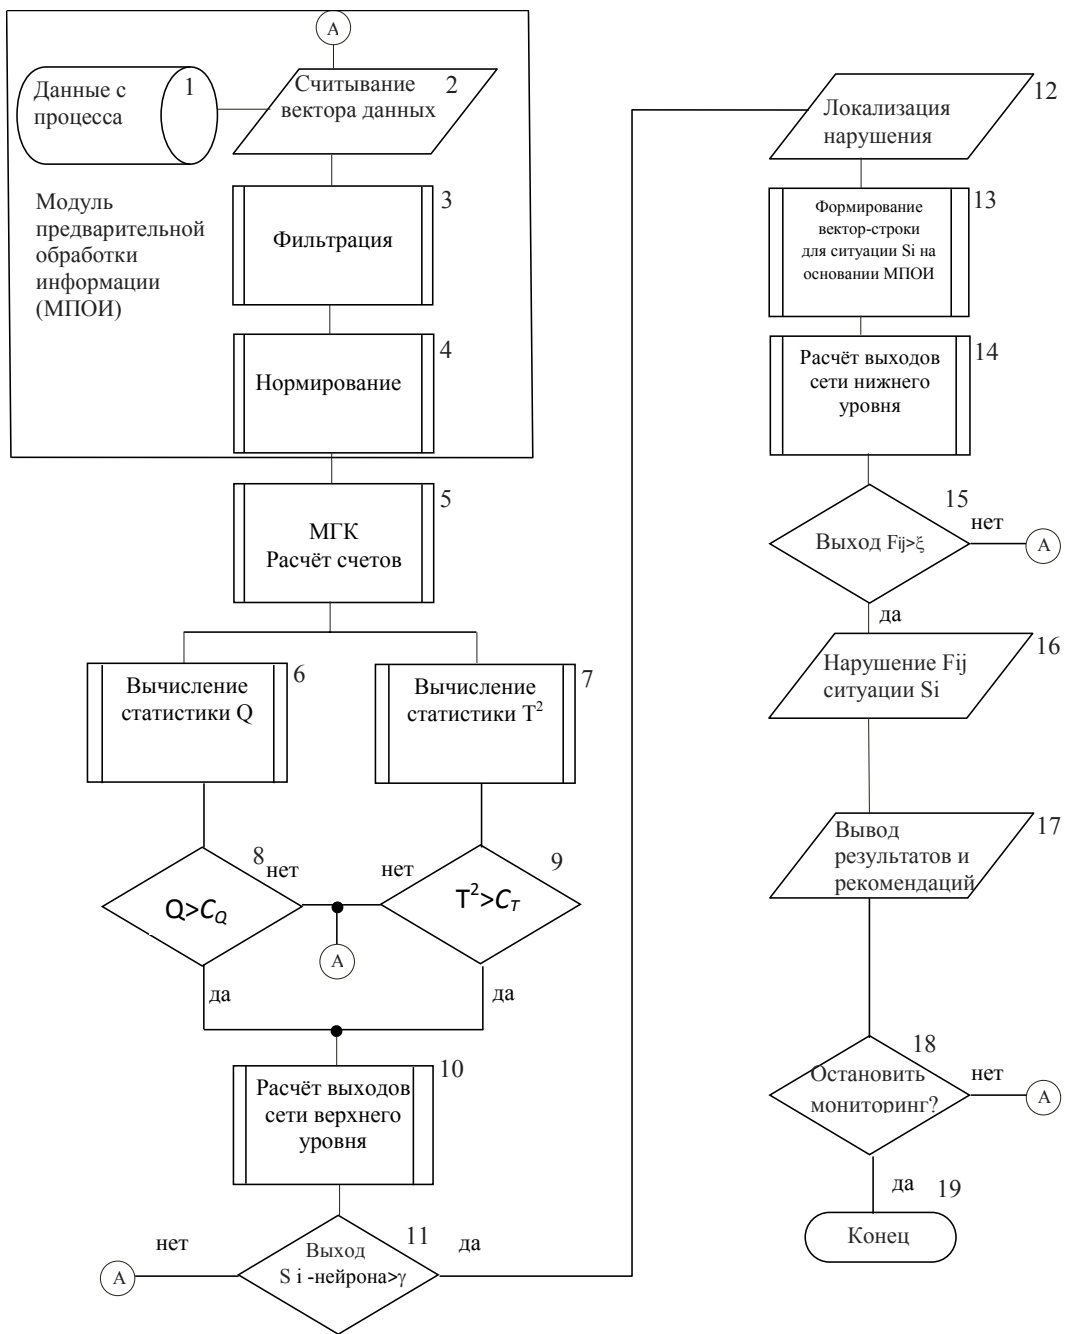 А
Данные с
процесса
1
Считывание
вектора данных
2
Модуль
предварительной
обработки
информации
(МПОИ)
Фильтрация
3
Нормирование
4
МГК
Расчёт счетов
5
Вычисление
статистики Q
6
Вычисление
статистики T²
7
Q>C_Q
8
нет
да
T²>C_T
9
нет
да
А
Расчёт выходов
сети верхнего
уровня
10
Выход
S i -нейрона>γ
11
нет
да
А
Локализация
нарушения
12
Формирование
вектор-строки
для ситуации Si на
основании МПОИ
13
Расчёт выходов
сети нижнего
уровня
14
Выход Fij>ξ
15
нет
А
да
Нарушение Fij
ситуации Si
16
Вывод
результатов и
рекомендаций
17
Остановить
мониторинг?
18
нет
А
да
19
Конец